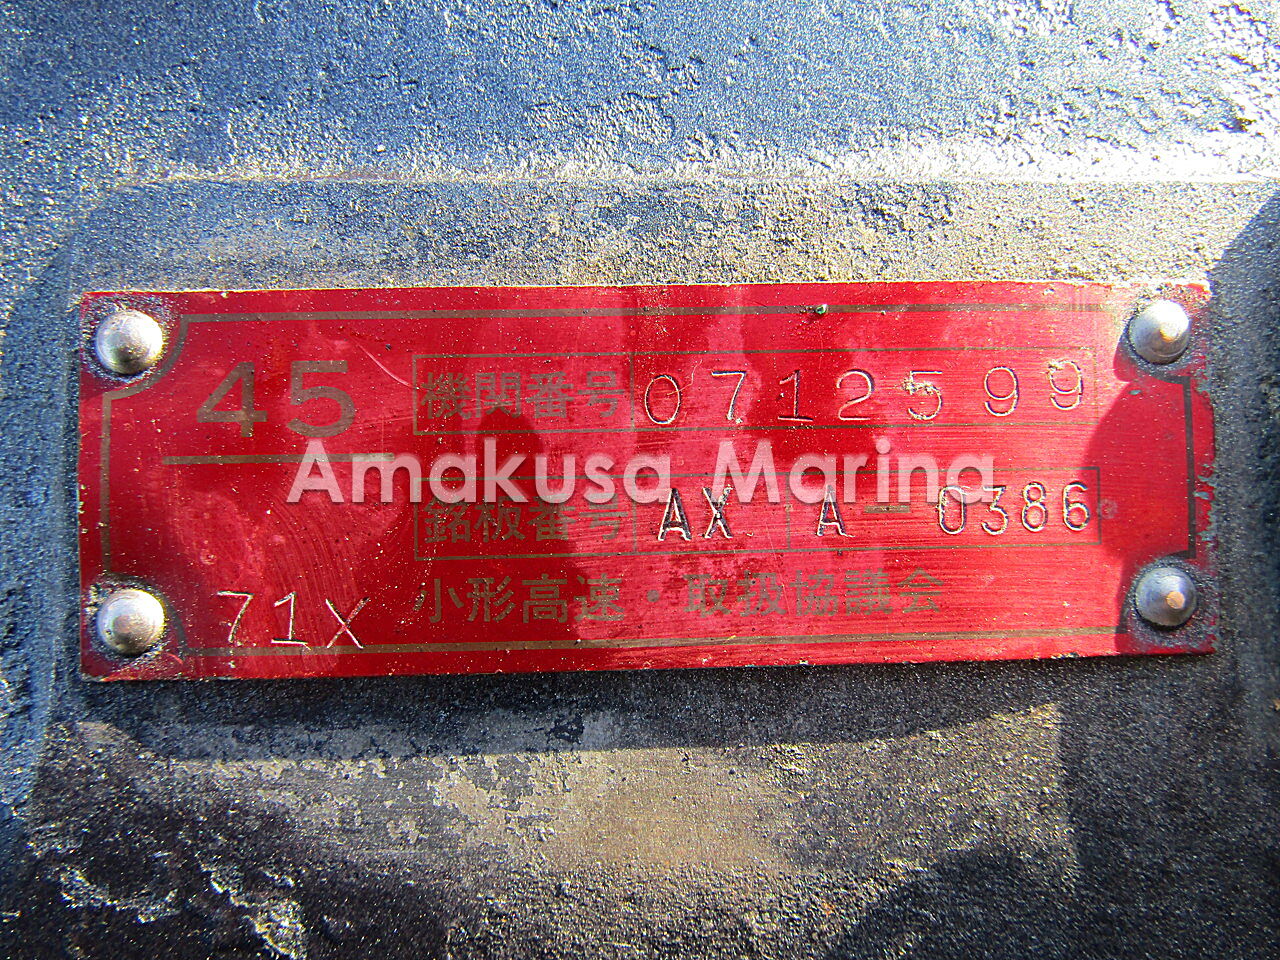 45 機関番号 0712599
Amakusa Marina
銘板番号 AX A-0386
71X 小形高速・取扱協議会